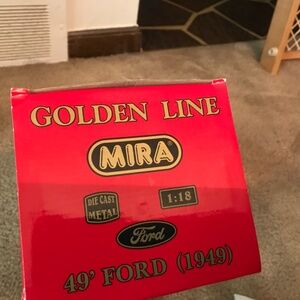 GOLDEN LINE
MIRA®
DIE CAST
METAL
1:18
Ford
49' FORD (1949)